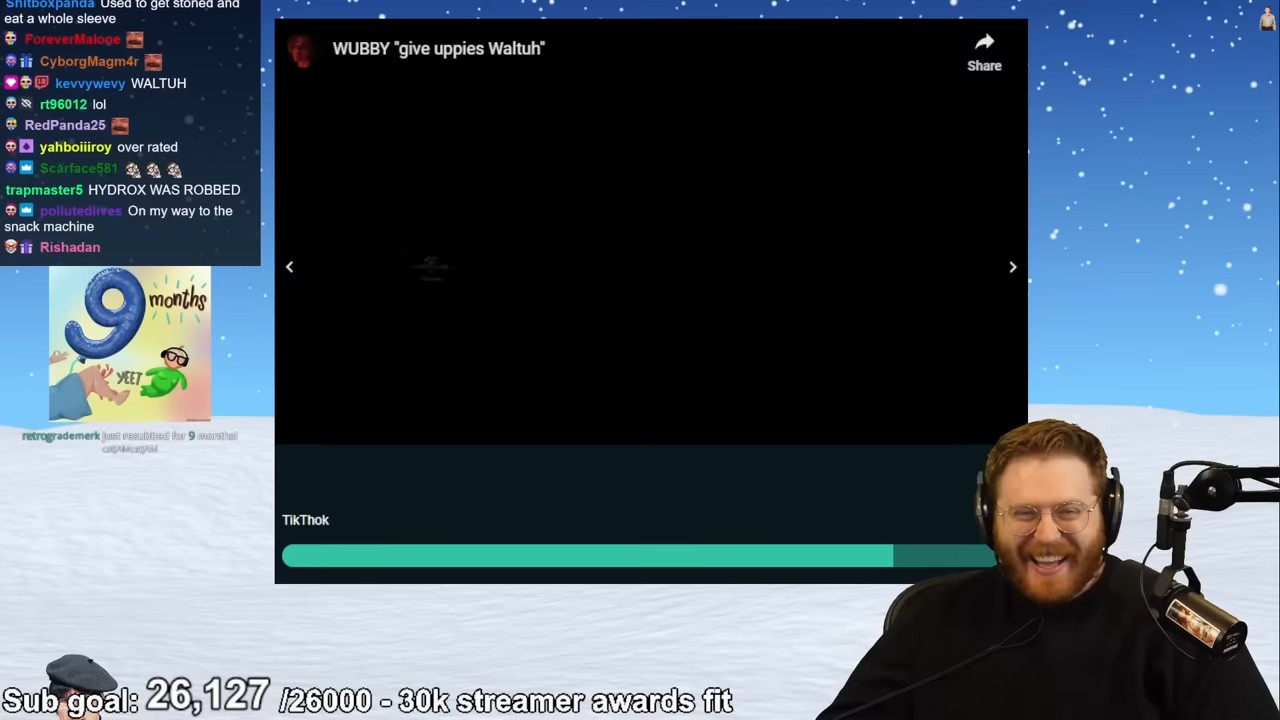 Shitboxpanda Used to get stoned and
eat a whole sleeve
ForeverMaloge
CyborgMagm4r
kevvywevy WALTUH
rt96012 lol
RedPanda25
yahboiiiroy over rated
Scarface581
trapmaster5 HYDROX WAS ROBBED
pollutedlives On my way to the
snack machine
Rishadan
9 months
YEET
retrogrademerk just resubbed for 9 months!
WUBBY "give uppies Waltuh"
Share
TikThok
Sub goal: 26,127 /26000 - 30k streamer awards fit